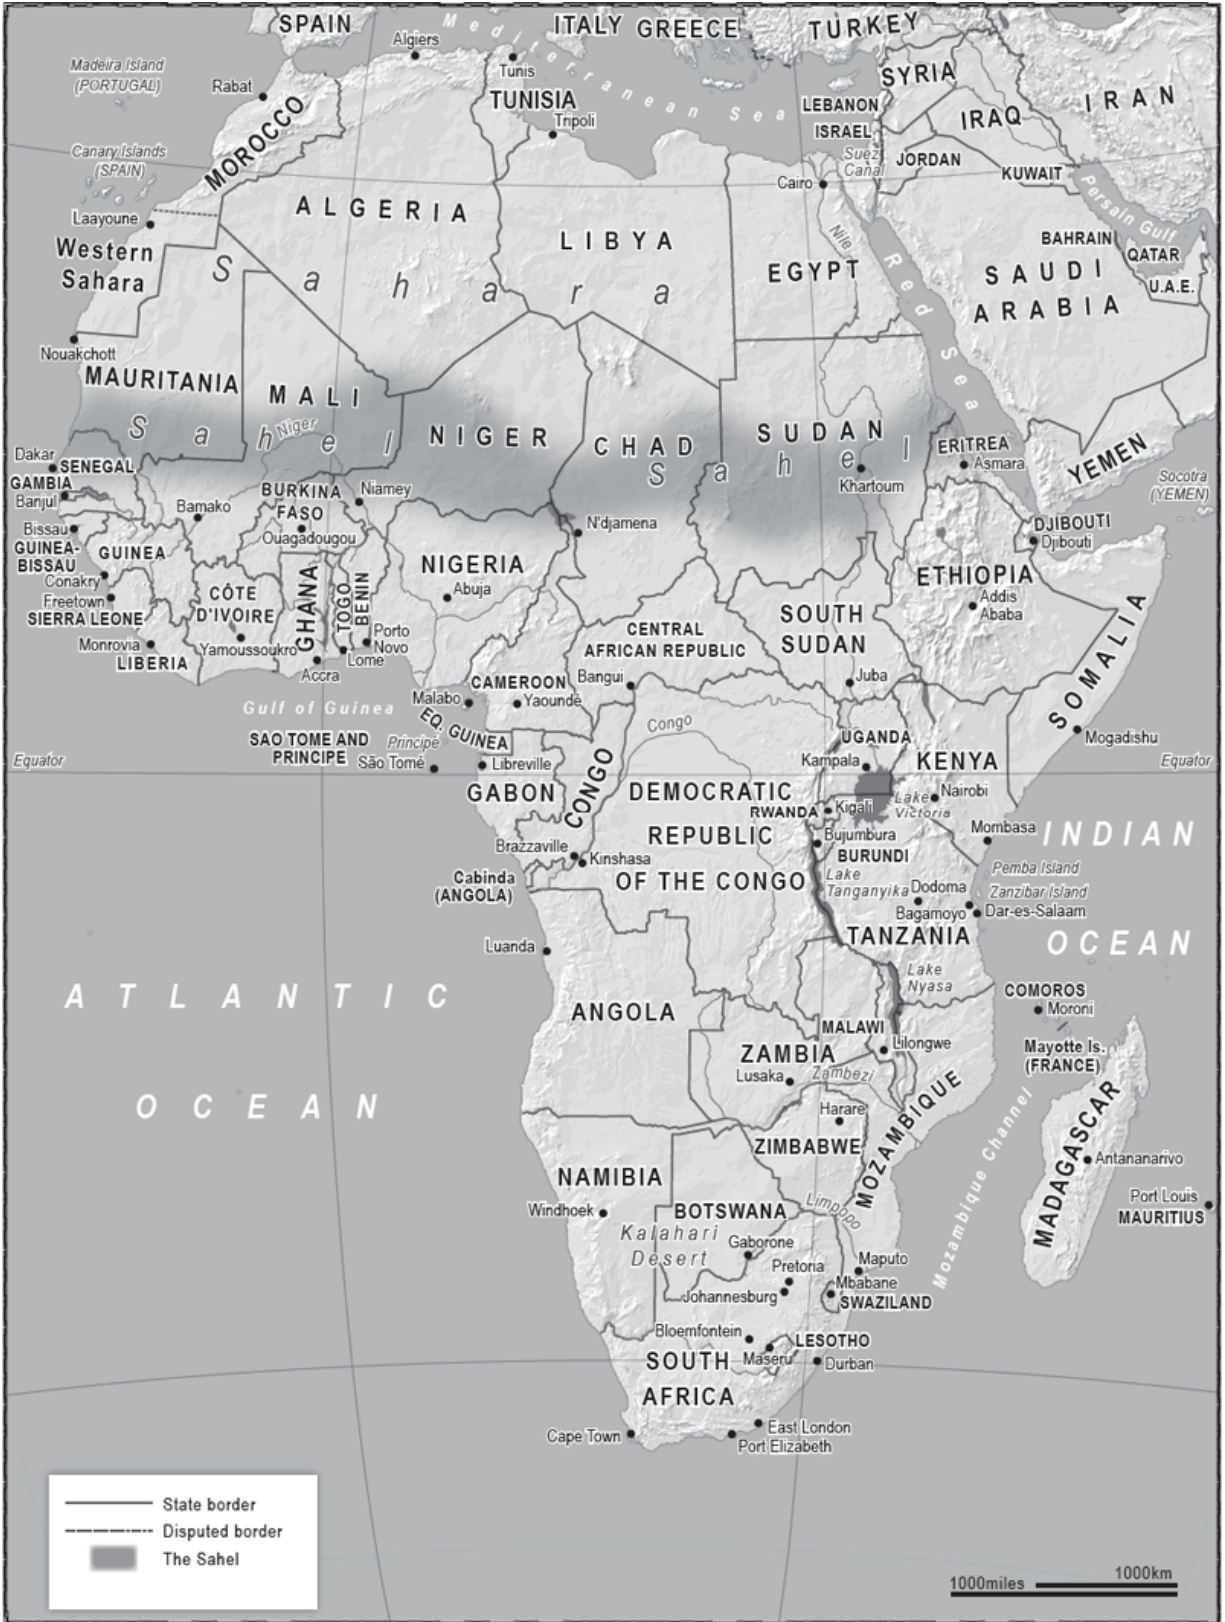 SPAIN
ITALY
GREECE
TURKEY
Mediterranean Sea
Algiers
Tunis
SYRIA
Madeira Island
(PORTUGAL)
Rabat
TUNISIA
LEBANON
IRAN
MOROCCO
Tripoli
ISRAEL
IRAQ
Canary Islands
(SPAIN)
Suez
Canal
JORDAN
KUWAIT
Cairo
Persain Gulf
Laayoune
ALGERIA
LIBYA
Nile
Western
Sahara
BAHRAIN
QATAR
EGYPT
SAUDI
ARABIA
U.A.E.
Sahara
Red Sea
Nouakchott
MAURITANIA
MALI
Niger
Sahel
NIGER
CHAD
SUDAN
Sahel
ERITREA
Asmara
YEMEN
Dakar
SENEGAL
Khartoum
Socotra
(YEMEN)
GAMBIA
Banjul
BURKINA
FASO
Niamey
Bamako
N'djamena
DJIBOUTI
Djibouti
Bissau
GUINEA-
BISSAU
GUINEA
Ouagadougou
NIGERIA
Abuja
ETHIOPIA
Addis
Ababa
Conakry
Freetown
SIERRA LEONE
CÔTE
D'IVOIRE
GHANA
TOGO
BENIN
SOUTH
SUDAN
SOMALIA
Monrovia
LIBERIA
Yamoussoukro
Porto
Novo
Lome
Accra
CENTRAL
AFRICAN REPUBLIC
Bangui
Juba
CAMEROON
Yaoundé
Malabo
EQ. GUINEA
Gulf of Guinea
Congo
UGANDA
Mogadishu
SAO TOME AND
PRINCIPE
Principe
São Tomé
Libreville
Kampala
KENYA
Equator
Equator
GABON
CONGO
DEMOCRATIC
REPUBLIC
OF THE CONGO
RWANDA
Kigali
Lake
Victoria
Nairobi
Bujumbura
BURUNDI
Mombasa
INDIAN
OCEAN
Brazzaville
Kinshasa
Pemba Island
Cabinda
(ANGOLA)
Lake
Tanganyika
Dodoma
Zanzibar Island
Bagamoyo
Dar-es-Salaam
TANZANIA
Luanda
Lake
Nyasa
ATLANTIC
OCEAN
COMOROS
Moroni
ANGOLA
MALAWI
Lilongwe
Mayotte Is.
(FRANCE)
ZAMBIA
Lusaka
Zambezi
Harare
MOZAMBIQUE
Mozambique Channel
MADAGASCAR
ZIMBABWE
Antananarivo
NAMIBIA
Windhoek
BOTSWANA
Limpopo
Port Louis
MAURITIUS
Kalahari
Desert
Gaborone
Pretoria
Maputo
Johannesburg
Mbabane
SWAZILAND
Bloemfontein
LESOTHO
Maseru
Durban
SOUTH
AFRICA
East London
Cape Town
Port Elizabeth
State border
Disputed border
The Sahel
1000km
1000miles